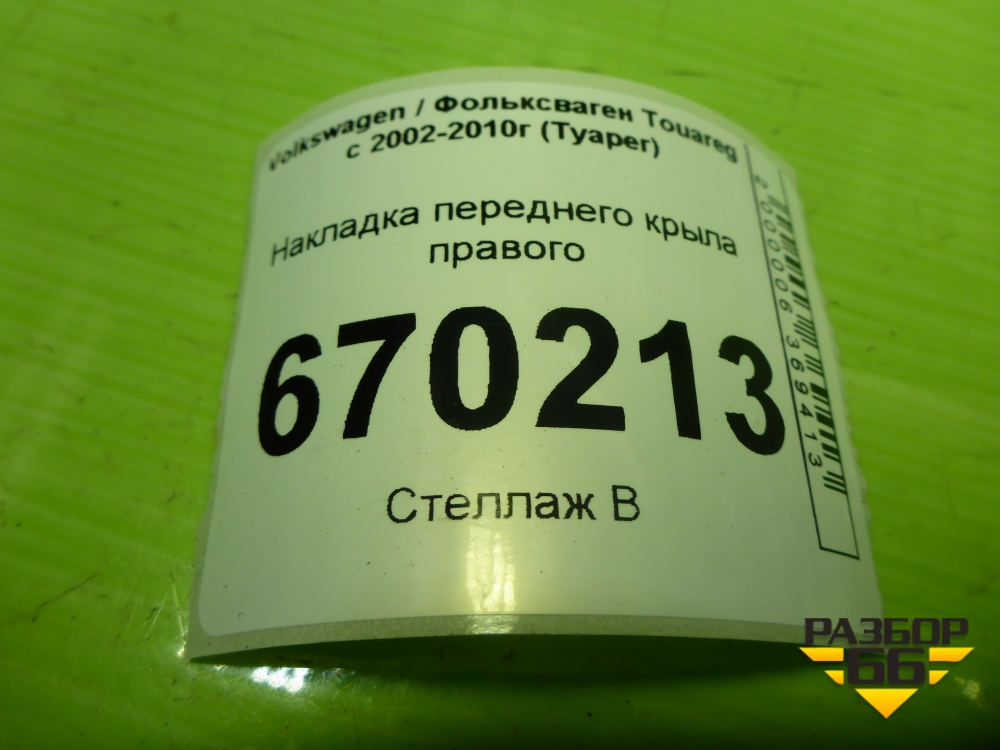 Volkswagen / Фольксваген Touareg
с 2002-2010г (Туарег)
Накладка переднего крыла
правого
670213
Стеллаж В
2000006369413
РАЗБОР
66